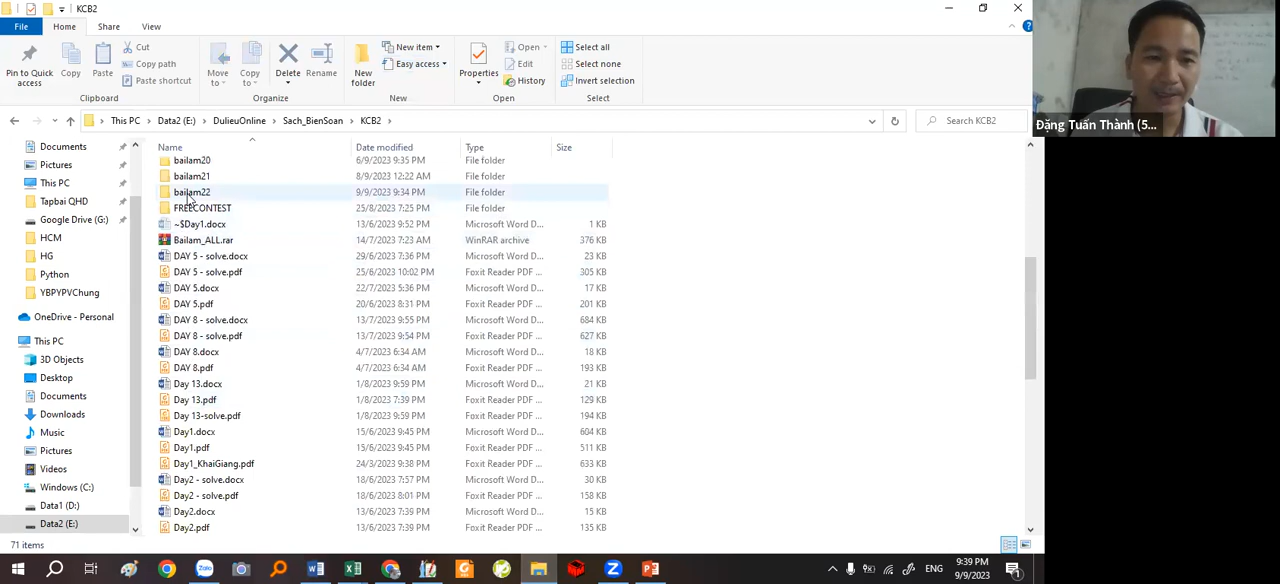 KCB2
File
Home
Share
View
Pin to Quick access
Copy
Paste
Cut
Copy path
Paste shortcut
Clipboard
Move to
Copy to
Delete
Rename
Organize
New folder
New item
Easy access
New
Properties
Open
Edit
History
Open
Select all
Select none
Invert selection
Select
Đặng Tuấn Thành (5...
This PC > Data2 (E:) > DulieuOnline > Sach_BienSoan > KCB2 >
Search KCB2
Documents
Pictures
This PC
Tapbai QHD
Google Drive (G:)
HCM
HG
Python
YBPYPVChung
OneDrive - Personal
This PC
3D Objects
Desktop
Documents
Downloads
Music
Pictures
Videos
Windows (C:)
Data1 (D:)
Data2 (E:)
Name Date modified Type Size
bailam20 6/9/2023 9:35 PM File folder
bailam21 8/9/2023 12:22 AM File folder
bailam22 9/9/2023 9:34 PM File folder
FREECONTEST 25/8/2023 7:25 PM File folder
~$Day1.docx 13/6/2023 9:52 PM Microsoft Word D... 1 KB
Bailam_ALL.rar 14/7/2023 7:23 AM WinRAR archive 376 KB
DAY 5 - solve.docx 29/6/2023 7:36 PM Microsoft Word D... 23 KB
DAY 5 - solve.pdf 25/6/2023 10:02 PM Foxit Reader PDF ... 305 KB
DAY 5.docx 22/7/2023 5:36 PM Microsoft Word D... 17 KB
DAY 5.pdf 20/6/2023 8:31 PM Foxit Reader PDF ... 201 KB
DAY 8 - solve.docx 13/7/2023 9:55 PM Microsoft Word D... 684 KB
DAY 8 - solve.pdf 13/7/2023 9:54 PM Foxit Reader PDF ... 627 KB
DAY 8.docx 4/7/2023 6:34 AM Microsoft Word D... 18 KB
DAY 8.pdf 4/7/2023 6:34 AM Foxit Reader PDF ... 193 KB
Day 13.docx 1/8/2023 9:59 PM Microsoft Word D... 21 KB
Day 13.pdf 1/8/2023 7:39 PM Foxit Reader PDF ... 129 KB
Day 13-solve.pdf 1/8/2023 9:59 PM Foxit Reader PDF ... 194 KB
Day1.docx 15/6/2023 9:45 PM Microsoft Word D... 604 KB
Day1.pdf 15/6/2023 9:45 PM Foxit Reader PDF ... 511 KB
Day1_KhaiGiang.pdf 24/3/2023 9:38 PM Foxit Reader PDF ... 633 KB
Day2 - solve.docx 18/6/2023 7:57 PM Microsoft Word D... 30 KB
Day2 - solve.pdf 18/6/2023 8:01 PM Foxit Reader PDF ... 158 KB
Day2.docx 13/6/2023 7:39 PM Microsoft Word D... 15 KB
Day2.pdf 13/6/2023 7:39 PM Foxit Reader PDF ... 135 KB
71 items
Zalo
ENG
9:39 PM
9/9/2023